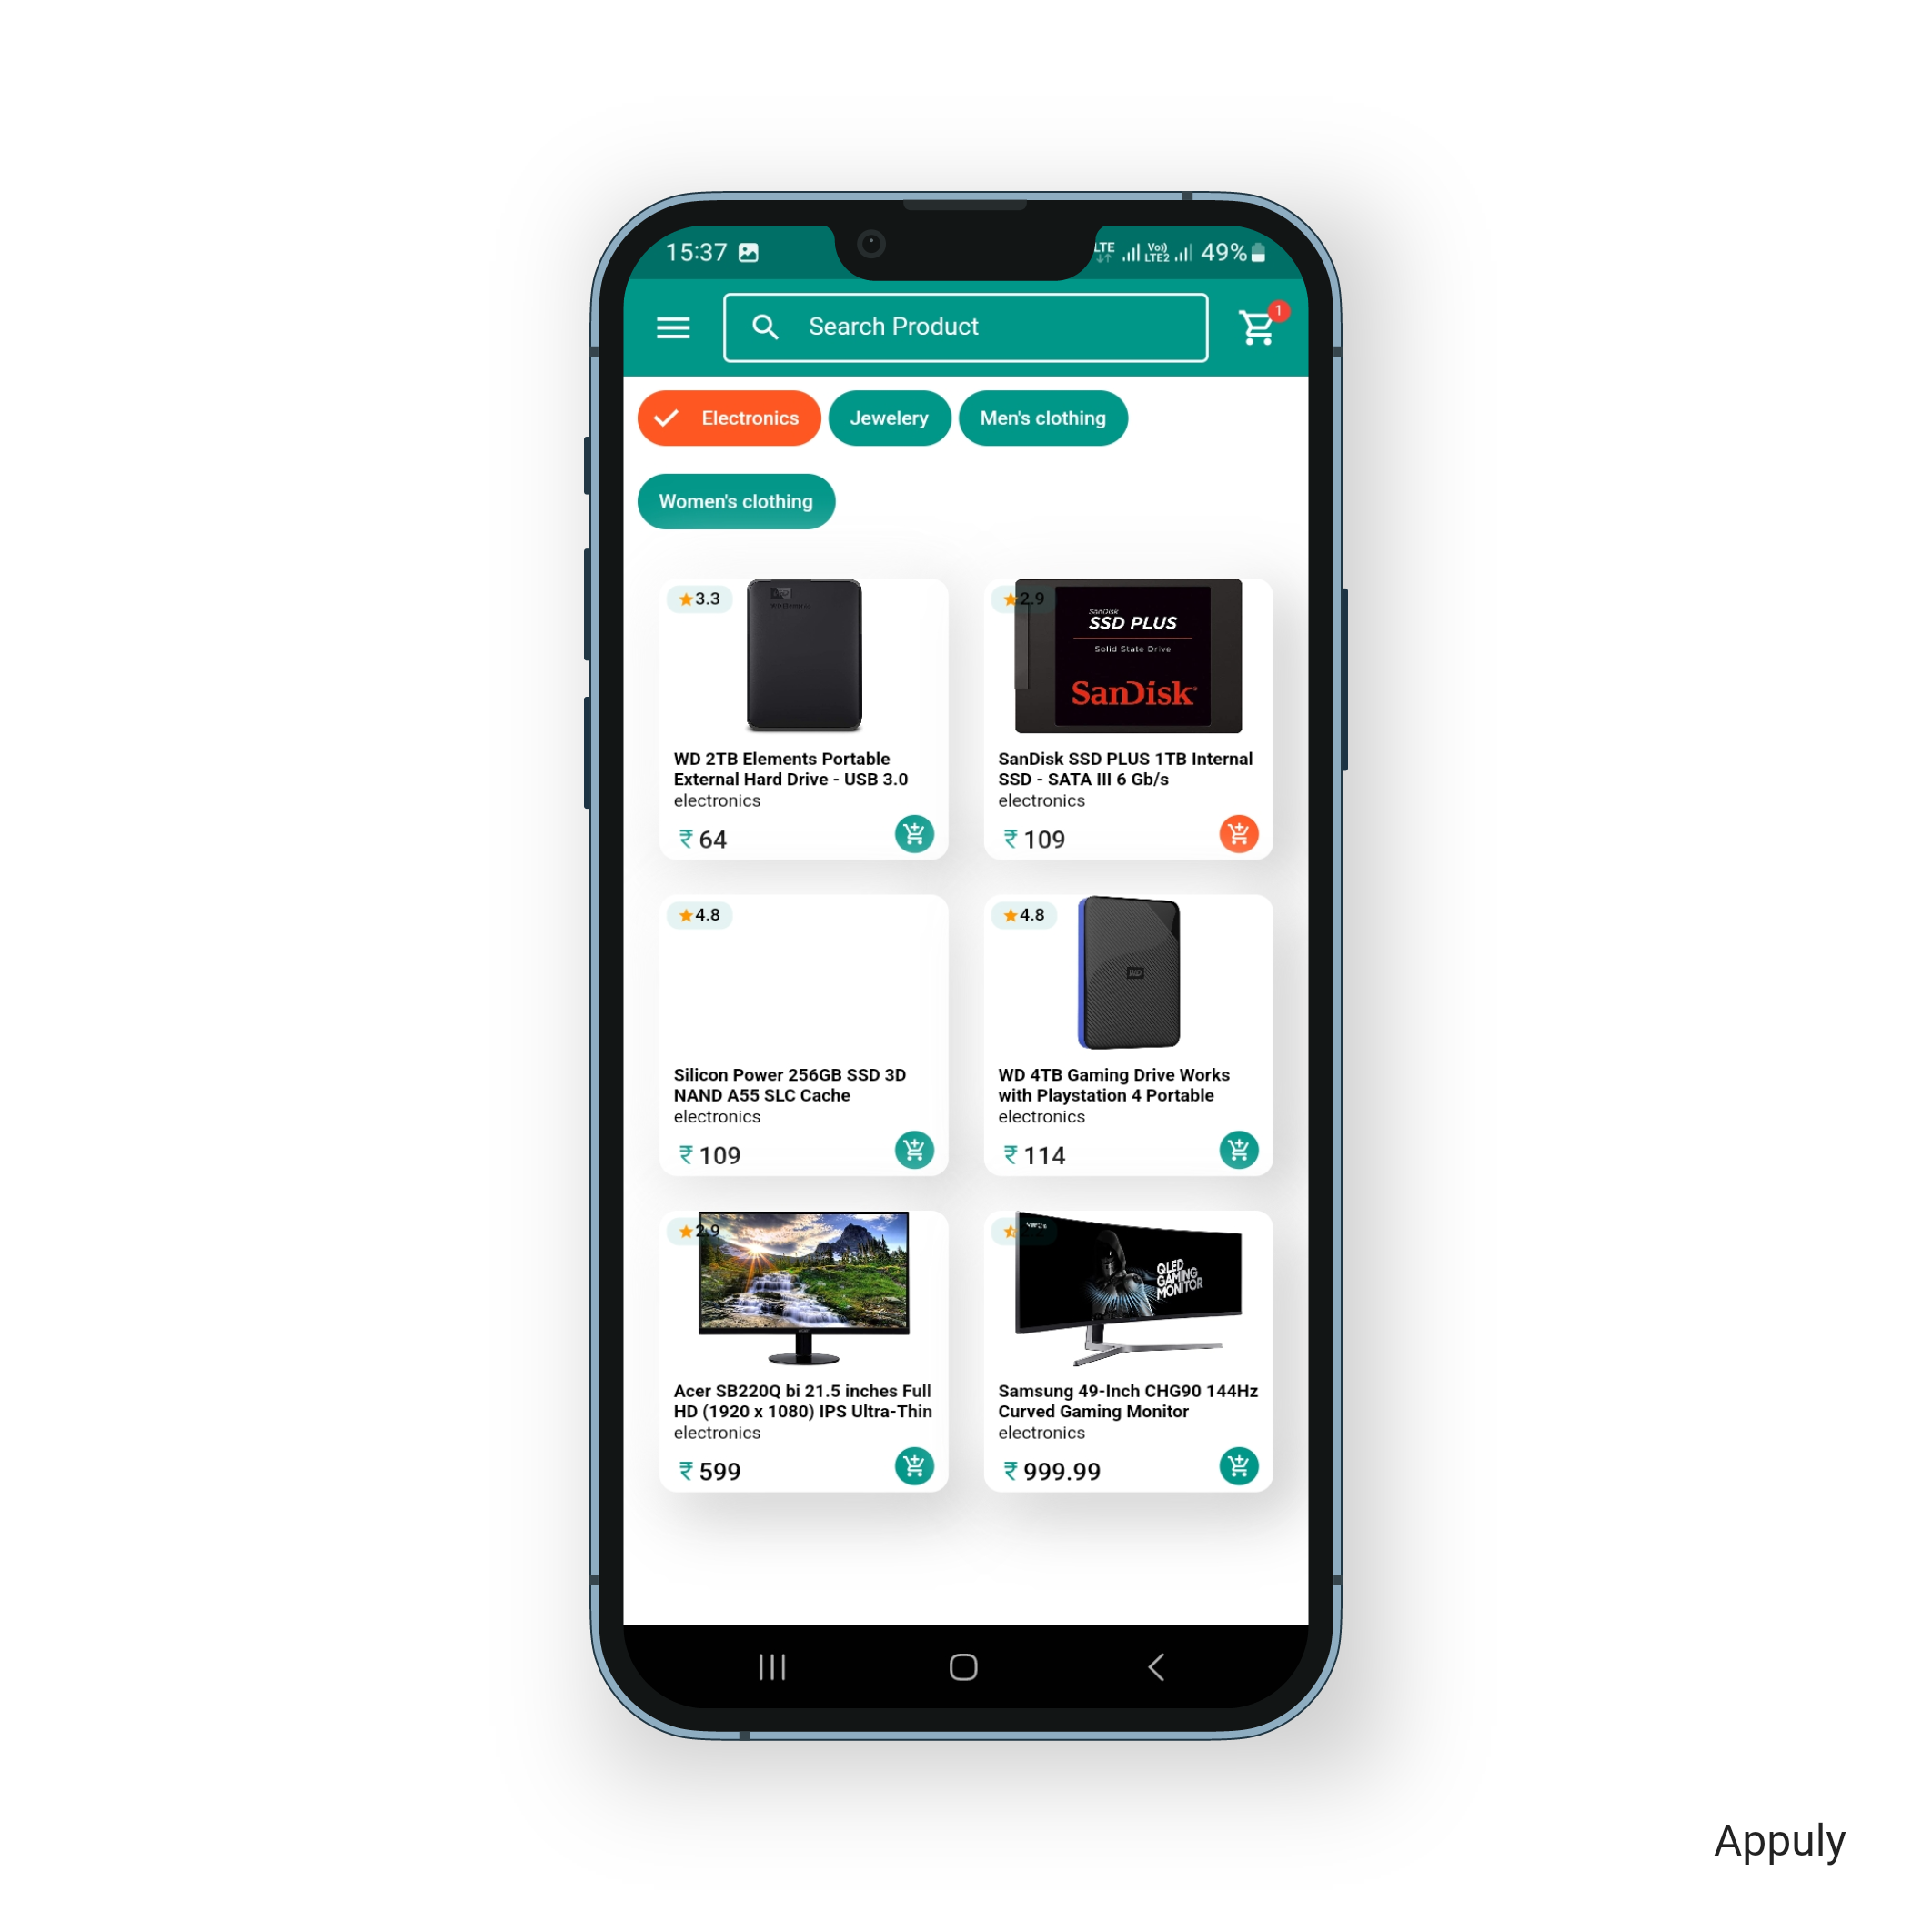 15:37
LTE Vo)) LTE2 49%
Search Product
1
Electronics Jewelery Men's clothing
Women's clothing
3.3
2.9
SanDisk
SSD PLUS
Solid State Drive
SanDisk
WD 2TB Elements Portable
External Hard Drive - USB 3.0
electronics
₹ 64
SanDisk SSD PLUS 1TB Internal
SSD - SATA III 6 Gb/s
electronics
₹ 109
4.8
Silicon Power 256GB SSD 3D
NAND A55 SLC Cache
electronics
₹ 109
4.8
WD
WD 4TB Gaming Drive Works
with Playstation 4 Portable
electronics
₹ 114
2.9
Acer SB220Q bi 21.5 inches Full
HD (1920 x 1080) IPS Ultra-Thin
electronics
₹ 599
QLED
GAMING
MONITOR
Samsung 49-Inch CHG90 144Hz
Curved Gaming Monitor
electronics
₹ 999.99
Appuly